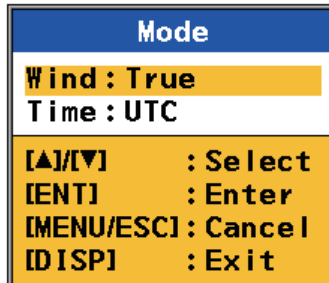 Mode
Wind:True
Time:UTC
[▲]/[▼] :Select
[ENT] :Enter
[MENU/ESC]:Cancel
[DISP] :Exit